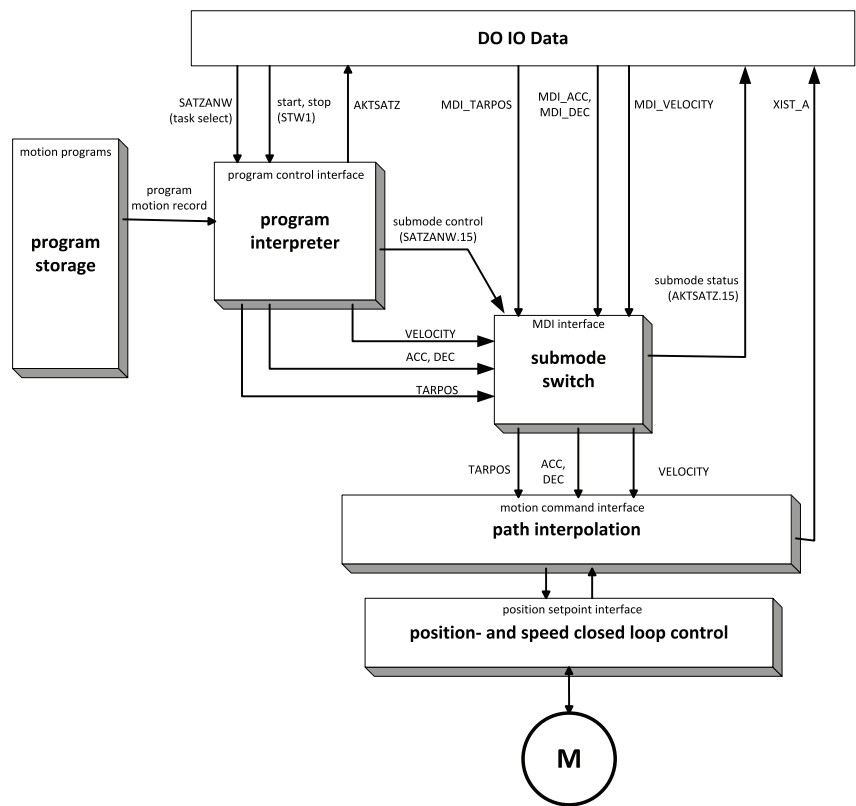 DO IO Data
SATZANW
(task select)
start, stop
(STW1)
AKTSATZ
MDI_TARPOS
MDI_ACC,
MDI_DEC
MDI_VELOCITY
XIST_A
motion programs
program
storage
program
motion record
program control interface
program
interpreter
submode control
(SATZANW.15)
submode status
(AKTSATZ.15)
MDI interface
submode
switch
VELOCITY
ACC, DEC
TARPOS
TARPOS
ACC,
DEC
VELOCITY
motion command interface
path interpolation
position setpoint interface
position- and speed closed loop control
M